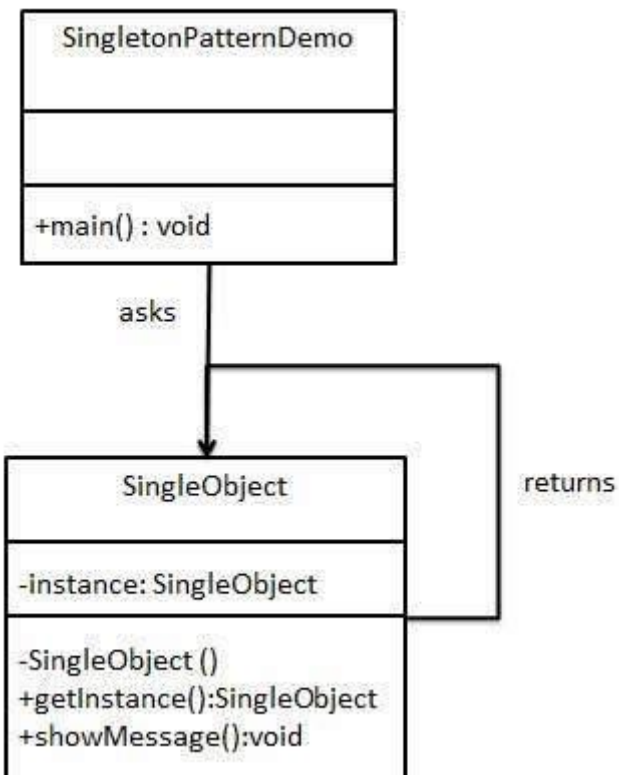 SingletonPatternDemo
+main() : void
asks
SingleObject
returns
-instance: SingleObject
-SingleObject ()
+getInstance():SingleObject
+showMessage():void